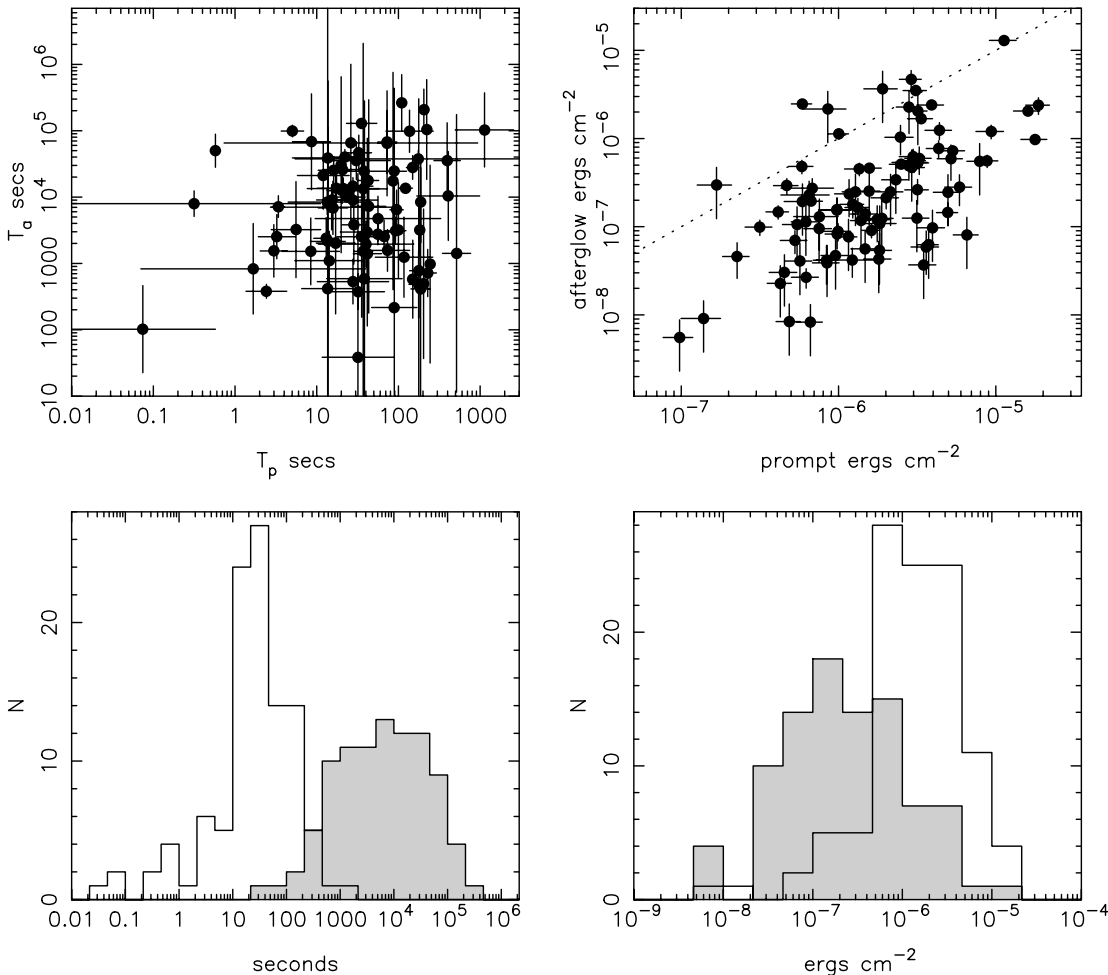 10⁶
10⁵
10⁴
1000
100
10
T_a secs
0.01 0.1 1 10 100 1000
T_p secs
10⁻⁵
10⁻⁶
10⁻⁷
10⁻⁸
afterglow ergs cm⁻²
10⁻⁷ 10⁻⁶ 10⁻⁵
prompt ergs cm⁻²
20
10
0
N
0.01 0.1 1 10 100 1000 10⁴ 10⁵ 10⁶
seconds
20
10
0
N
10⁻⁹ 10⁻⁸ 10⁻⁷ 10⁻⁶ 10⁻⁵ 10⁻⁴
ergs cm⁻²